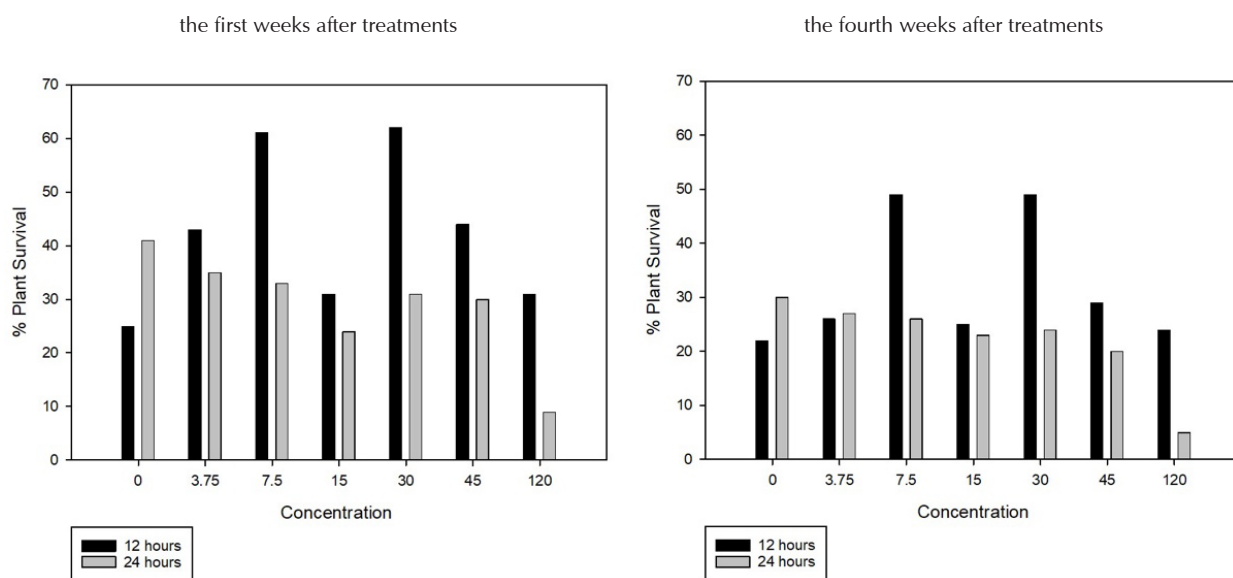 the first weeks after treatments
70
60
50
40
30
20
10
0
% Plant Survival
0 3.75 7.5 15 30 45 120
Concentration
12 hours
24 hours
the fourth weeks after treatments
70
60
50
40
30
20
10
0
% Plant Survival
0 3.75 7.5 15 30 45 120
Concentration
12 hours
24 hours